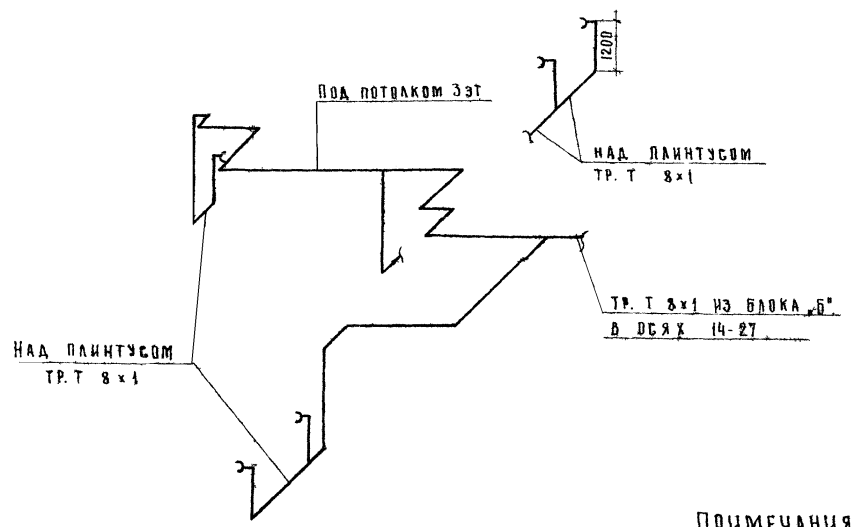 1200
Под потолком 3эт
над плинтусом
тр. Т 8×1
тр. Т 8×1 из блока „Б"
в осях 14-27
Над плинтусом
тр. Т 8×1
Примечания